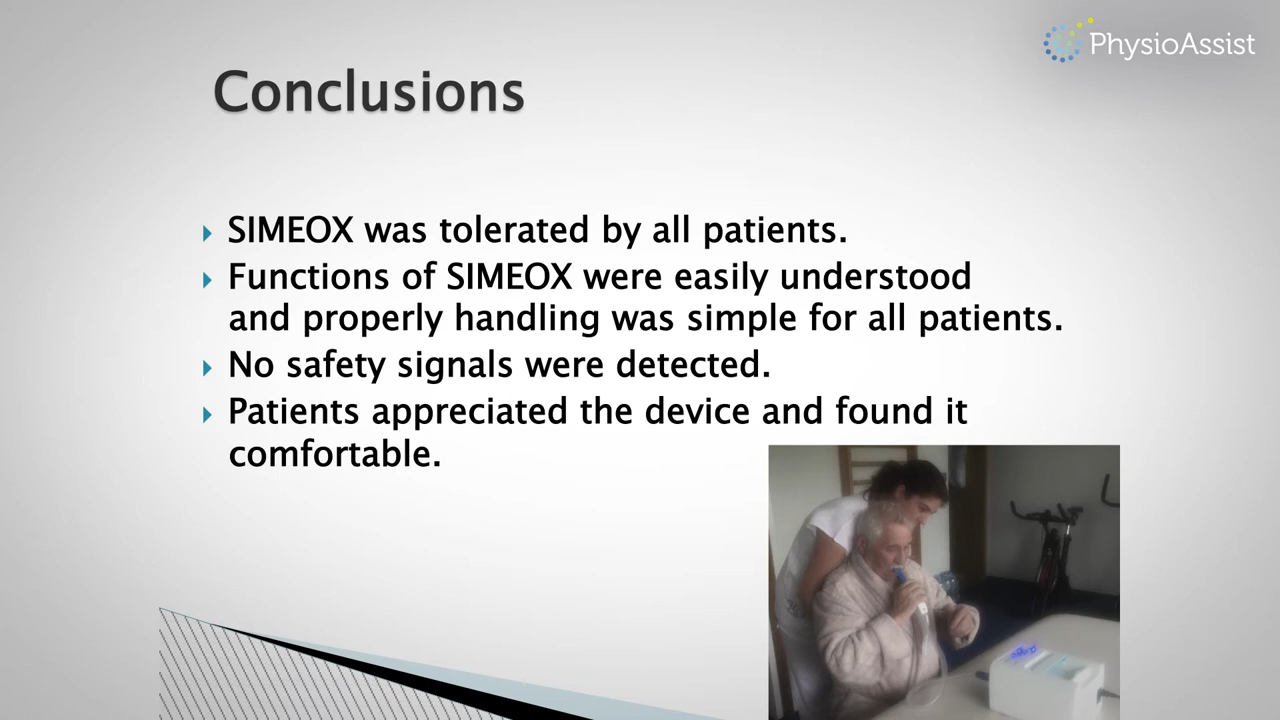 PhysioAssist
Conclusions
SIMEOX was tolerated by all patients.
Functions of SIMEOX were easily understood
and properly handling was simple for all patients.
No safety signals were detected.
Patients appreciated the device and found it
comfortable.